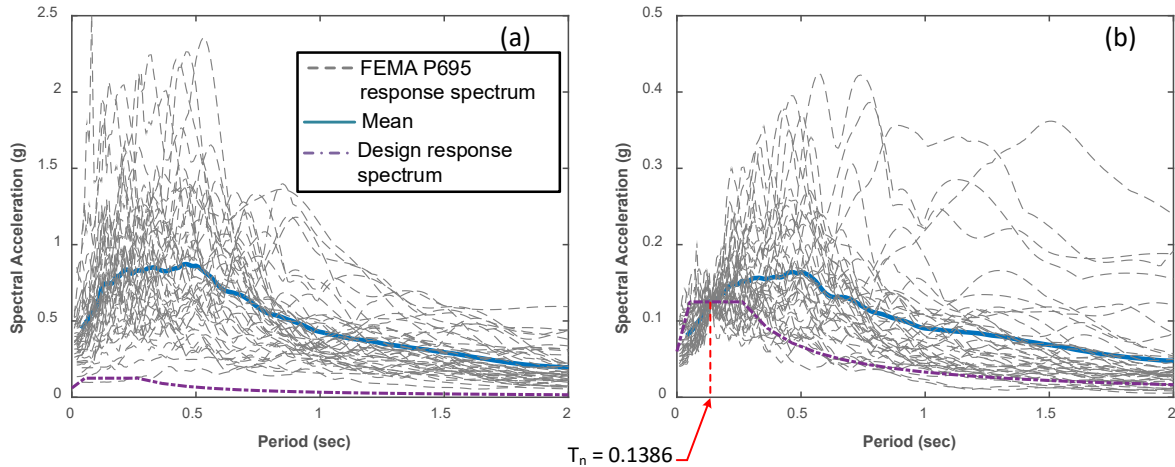 (a)
2.5
2
1.5
1
0.5
0
Spectral Acceleration (g)
FEMA P695
response spectrum
Mean
Design response
spectrum
0
0.5
1
1.5
2
Period (sec)
(b)
0.5
0.4
0.3
0.2
0.1
0
Spectral Acceleration (g)
0
0.5
1
1.5
2
Period (sec)
Tn = 0.1386